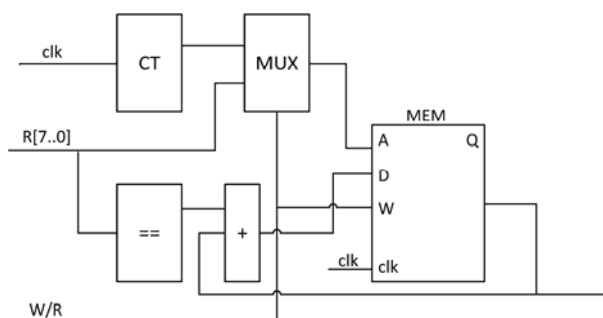 clk
CT
MUX
R[7..0]
MEM
A
Q
D
W
==
+
clk
clk
W/R